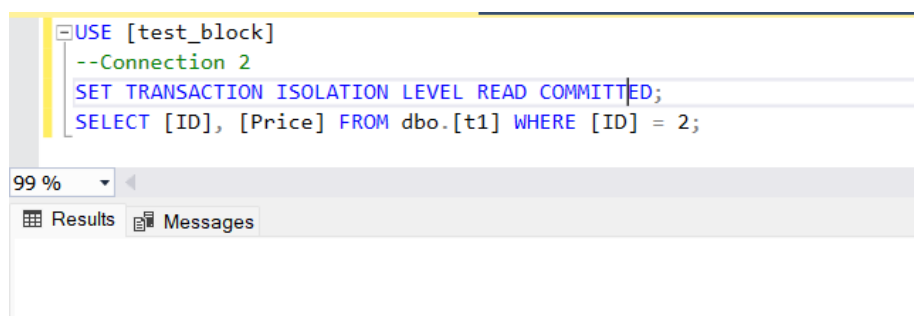 USE [test_block]
--Connection 2
SET TRANSACTION ISOLATION LEVEL READ COMMITTED;
SELECT [ID], [Price] FROM dbo.[t1] WHERE [ID] = 2;
99 %
Results Messages